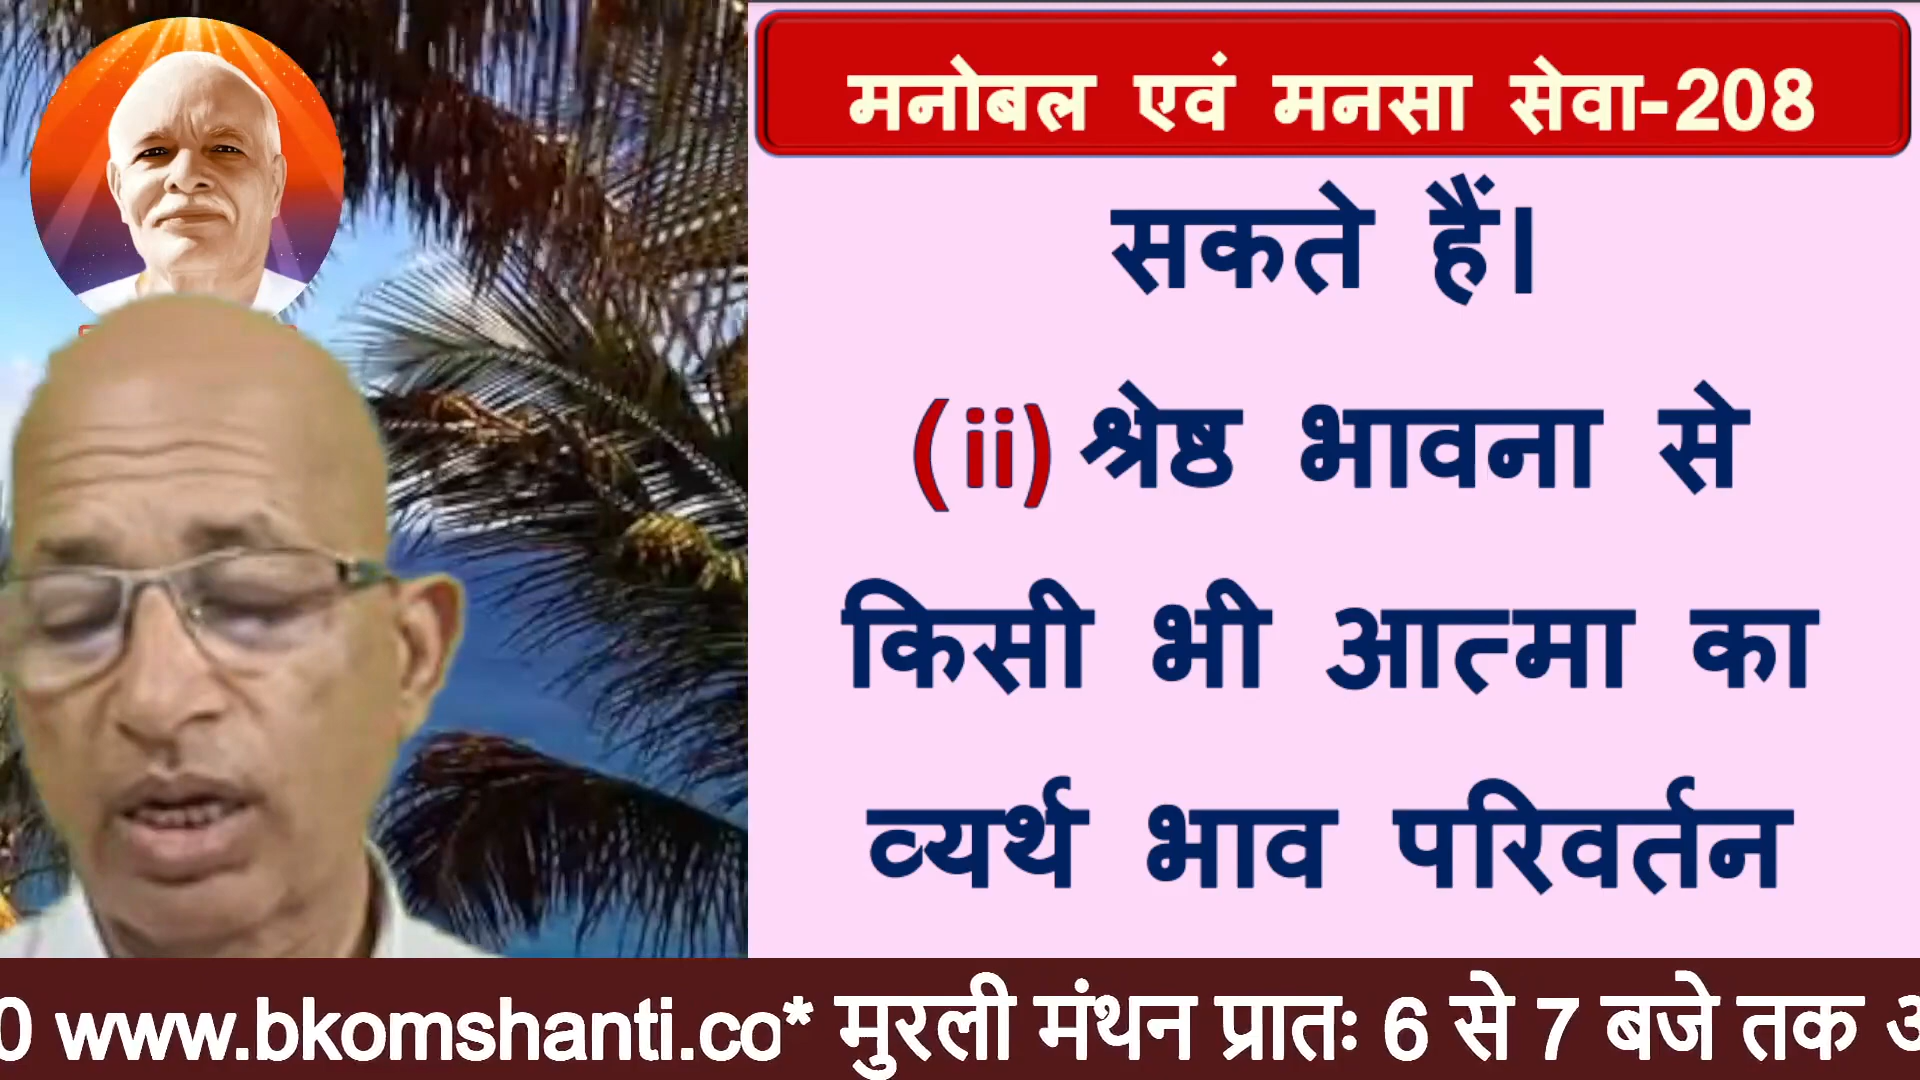 मनोबल एवं मनसा सेवा-208
सकते हैं।
(ii) श्रेष्ठ भावना से
किसी भी आत्मा का
व्यर्थ भाव परिवर्तन
0 www.bkomshanti.co* मुरली मंथन प्रातः 6 से 7 बजे तक